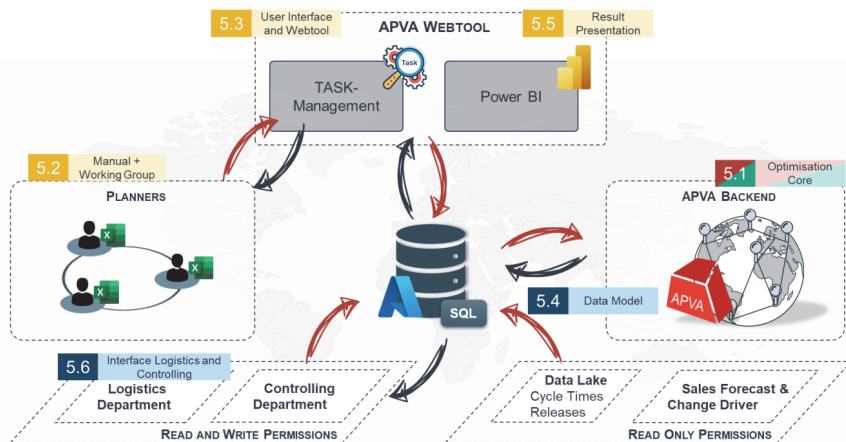 5.3
User Interface
and Webtool
APVA WEBTOOL
5.5
Result
Presentation
Task
TASK-
Management
Power BI
5.2
Manual +
Working Group
PLANNERS
X
X
X
5.1
Optimisation
Core
APVA BACKEND
APVA
SQL
5.4
Data Model
5.6
Interface Logistics and
Controlling
Logistics
Department
Controlling
Department
READ AND WRITE PERMISSIONS
Data Lake
Cycle Times
Releases
Sales Forecast &
Change Driver
READ ONLY PERMISSIONS